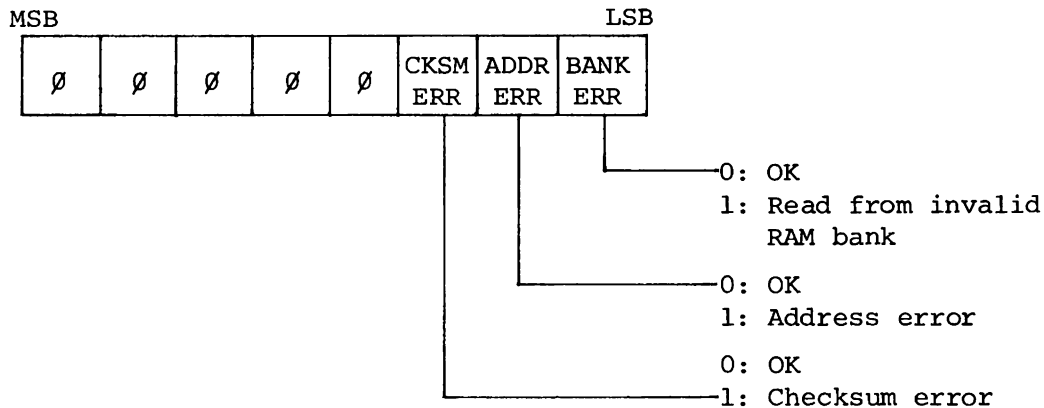 MSB LSB
Ø Ø Ø Ø Ø CKSM ADDR BANK
ERR ERR ERR
0: OK
1: Read from invalid
RAM bank
0: OK
1: Address error
0: OK
1: Checksum error